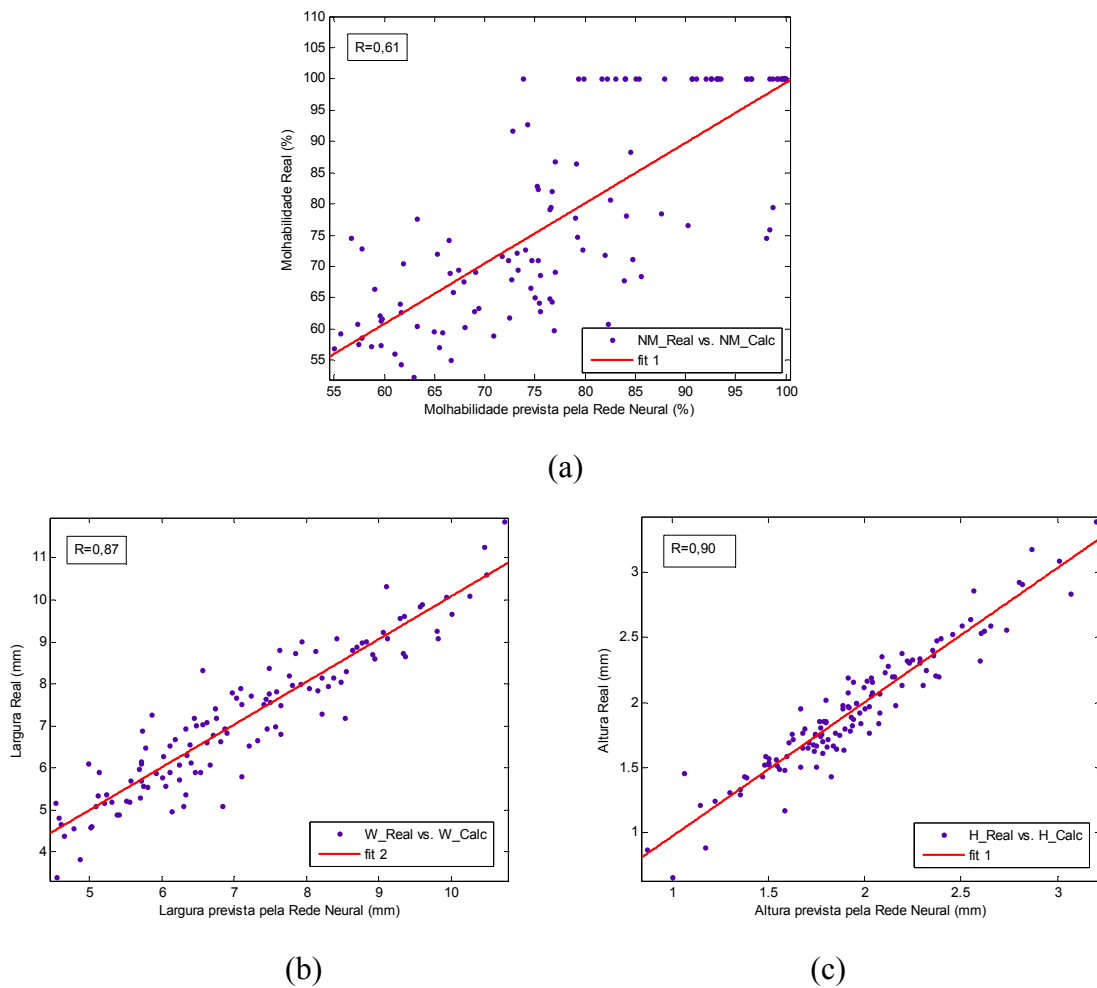 110
105
R=0,61
100
95
90
85
80
75
70
65
60
55
Molhabilidade Real (%)
NM_Real vs. NM_Calc
fit 1
55 60 65 70 75 80 85 90 95 100
Molhabilidade prevista pela Rede Neural (%)
(a)
R=0,87
11
10
9
8
7
6
5
4
Largura Real (mm)
W_Real vs. W_Calc
fit 2
5 6 7 8 9 10
Largura prevista pela Rede Neural (mm)
(b)
R=0,90
3
2.5
2
1.5
1
Altura Real (mm)
H_Real vs. H_Calc
fit 1
1 1.5 2 2.5 3
Altura prevista pela Rede Neural (mm)
(c)